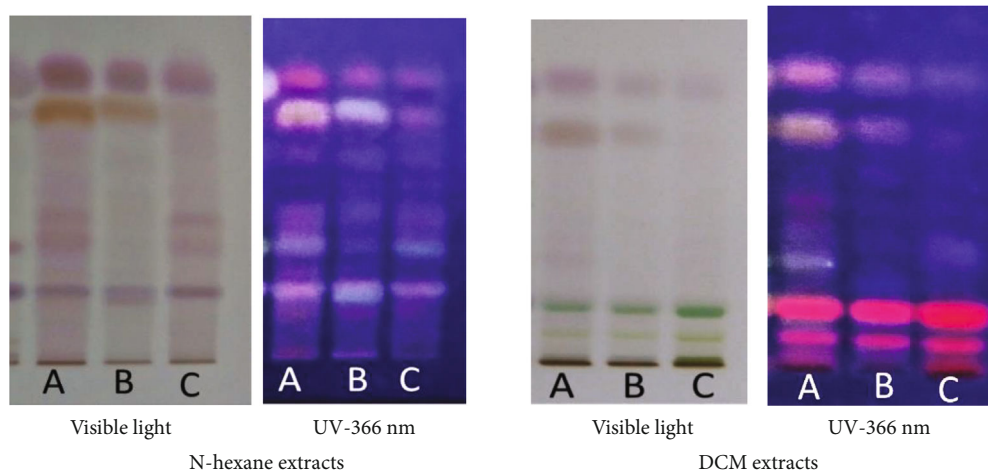 A B C
A B C
A B C
A B C
Visible light
UV-366 nm
Visible light
UV-366 nm
N-hexane extracts
DCM extracts